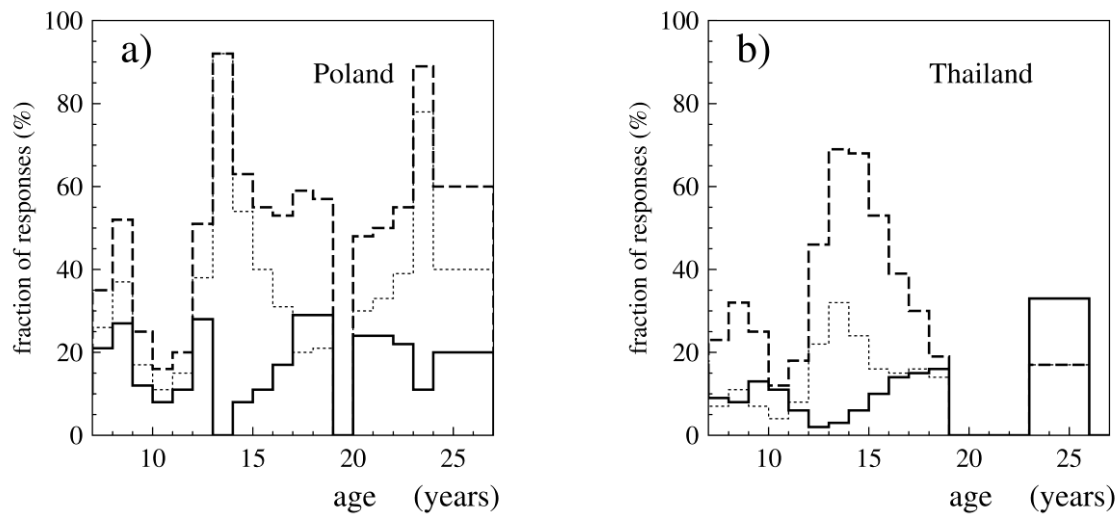 a)
Poland
fraction of responses (%)
100
80
60
40
20
0
10
15
20
25
age (years)
b)
Thailand
fraction of responses (%)
100
80
60
40
20
0
10
15
20
25
age (years)